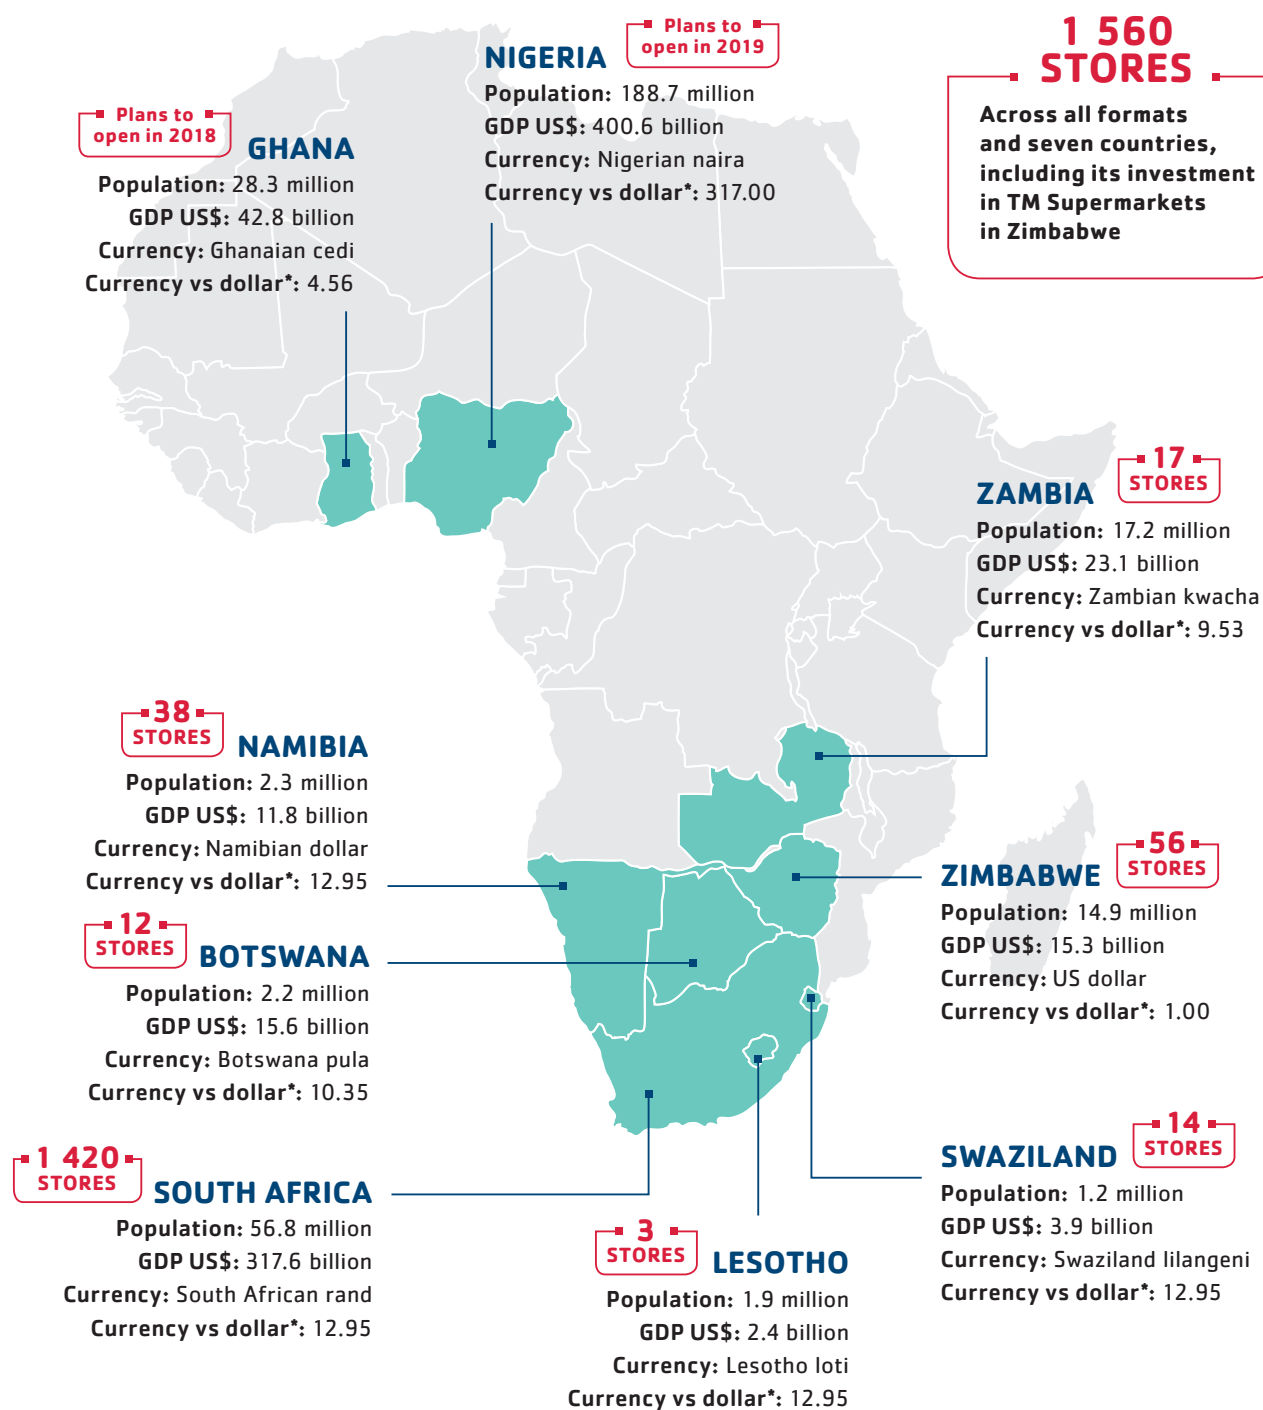 Plans to
open in 2018
GHANA
Population: 28.3 million
GDP US$: 42.8 billion
Currency: Ghanaian cedi
Currency vs dollar*: 4.56
Plans to
open in 2019
NIGERIA
Population: 188.7 million
GDP US$: 400.6 billion
Currency: Nigerian naira
Currency vs dollar*: 317.00
1 560
STORES
Across all formats
and seven countries,
including its investment
in TM Supermarkets
in Zimbabwe
17
STORES
ZAMBIA
Population: 17.2 million
GDP US$: 23.1 billion
Currency: Zambian kwacha
Currency vs dollar*: 9.53
38
STORES
NAMIBIA
Population: 2.3 million
GDP US$: 11.8 billion
Currency: Namibian dollar
Currency vs dollar*: 12.95
56
STORES
ZIMBABWE
Population: 14.9 million
GDP US$: 15.3 billion
Currency: US dollar
Currency vs dollar*: 1.00
12
STORES
BOTSWANA
Population: 2.2 million
GDP US$: 15.6 billion
Currency: Botswana pula
Currency vs dollar*: 10.35
14
STORES
SWAZILAND
Population: 1.2 million
GDP US$: 3.9 billion
Currency: Swaziland lilangeni
Currency vs dollar*: 12.95
1 420
STORES
SOUTH AFRICA
Population: 56.8 million
GDP US$: 317.6 billion
Currency: South African rand
Currency vs dollar*: 12.95
3
STORES
LESOTHO
Population: 1.9 million
GDP US$: 2.4 billion
Currency: Lesotho loti
Currency vs dollar*: 12.95